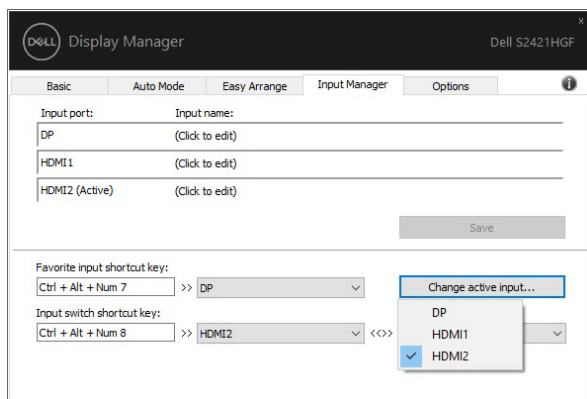 x
DELL Display Manager Dell S2421HGF
Basic Auto Mode Easy Arrange Input Manager Options i
Input port: Input name:
DP (Click to edit)
HDMI1 (Click to edit)
HDMI2 (Active) (Click to edit)
Save
Favorite input shortcut key:
Ctrl + Alt + Num 7 >> DP Change active input...
Input switch shortcut key:
Ctrl + Alt + Num 8 >> HDMI2 <<>>
DP
HDMI1
HDMI2